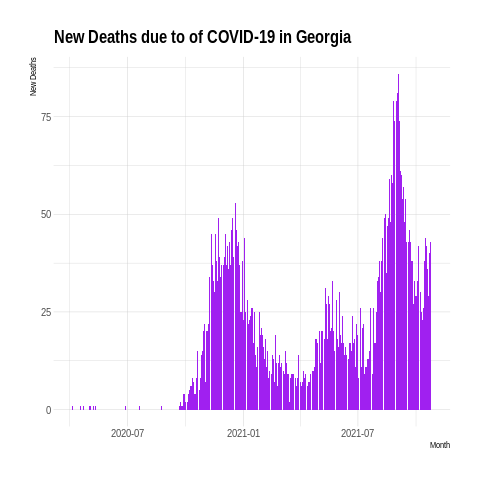 New Deaths due to of COVID-19 in Georgia
New Deaths
75
50
25
0
2020-07
2021-01
2021-07
Month